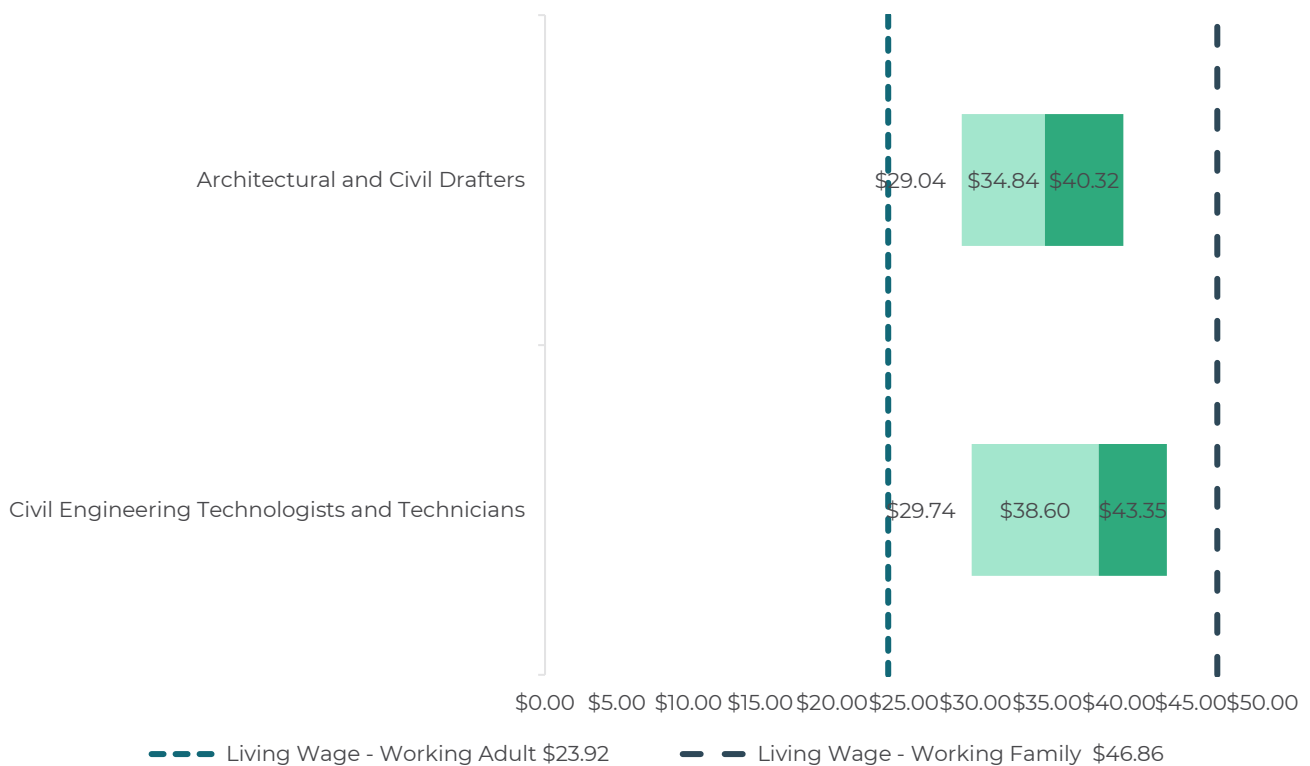 Architectural and Civil Drafters $29.04 $34.84 $40.32
Civil Engineering Technologists and Technicians $29.74 $38.60 $43.35
$0.00 $5.00 $10.00 $15.00 $20.00 $25.00 $30.00 $35.00 $40.00 $45.00 $50.00
Living Wage - Working Adult $23.92 Living Wage - Working Family $46.86